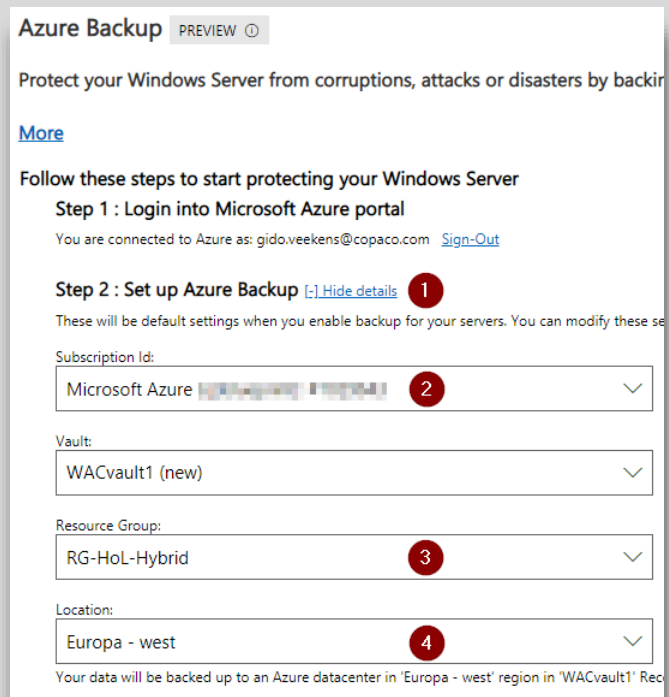 Azure Backup PREVIEW
Protect your Windows Server from corruptions, attacks or disasters by backin
More
Follow these steps to start protecting your Windows Server
Step 1 : Login into Microsoft Azure portal
You are connected to Azure as: gido.veekens@copaco.com Sign-Out
Step 2 : Set up Azure Backup [-] Hide details 1
These will be default settings when you enable backup for your servers. You can modify these se
Subscription Id:
Microsoft Azure 2
Vault:
WACvault1 (new)
Resource Group:
RG-HoL-Hybrid 3
Location:
Europa - west 4
Your data will be backed up to an Azure datacenter in 'Europa - west' region in 'WACvault1' Rec